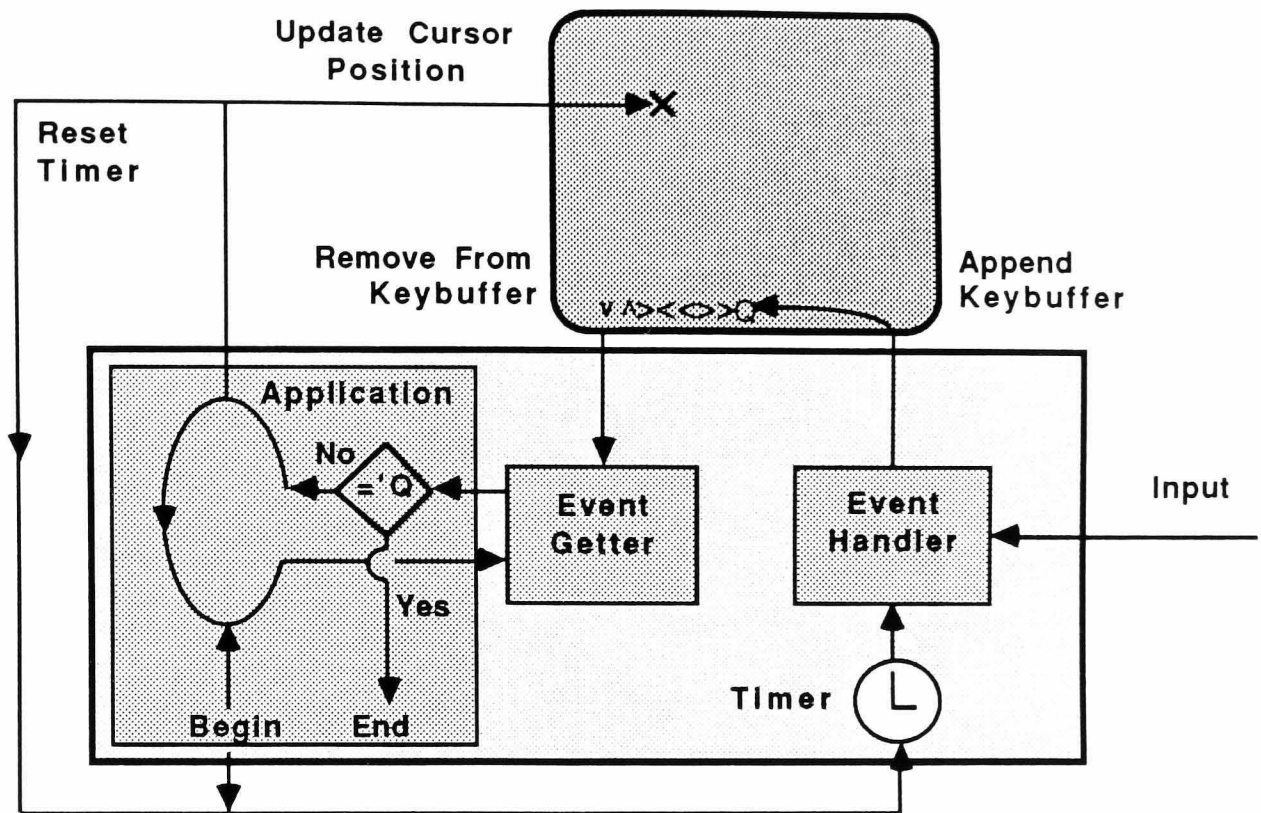 Update Cursor
Position
Reset
Timer
Remove From
Keybuffer
Append
Keybuffer
v ^><<>>Q
Application
No
='Q
Event
Getter
Event
Handler
Input
Yes
Timer
Begin
End